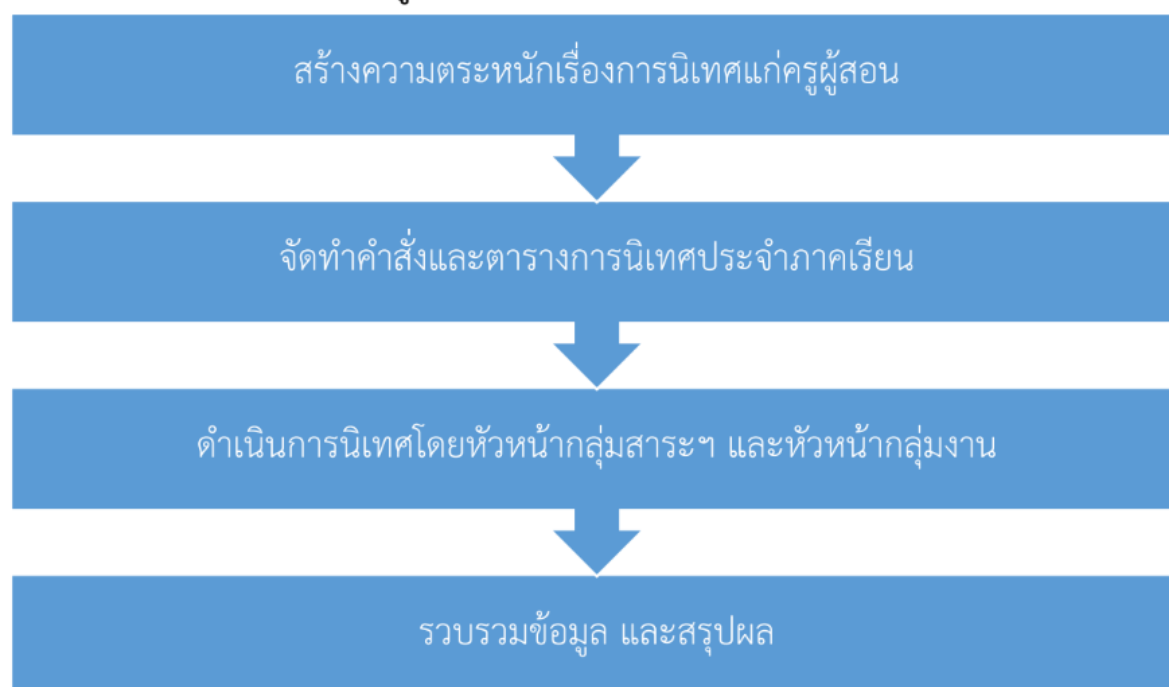 สร้างความตระหนักเรื่องการนิเทศแก่ครูผู้สอน
จัดทำคำสั่งและตารางการนิเทศประจำภาคเรียน
ดำเนินการนิเทศโดยหัวหน้ากลุ่มสาระฯ และหัวหน้ากลุ่มงาน
รวบรวมข้อมูล และสรุปผล